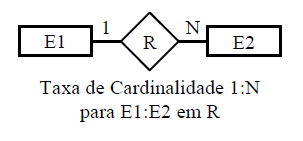 E1 1 R N E2
Taxa de Cardinalidade 1:N
para E1:E2 em R